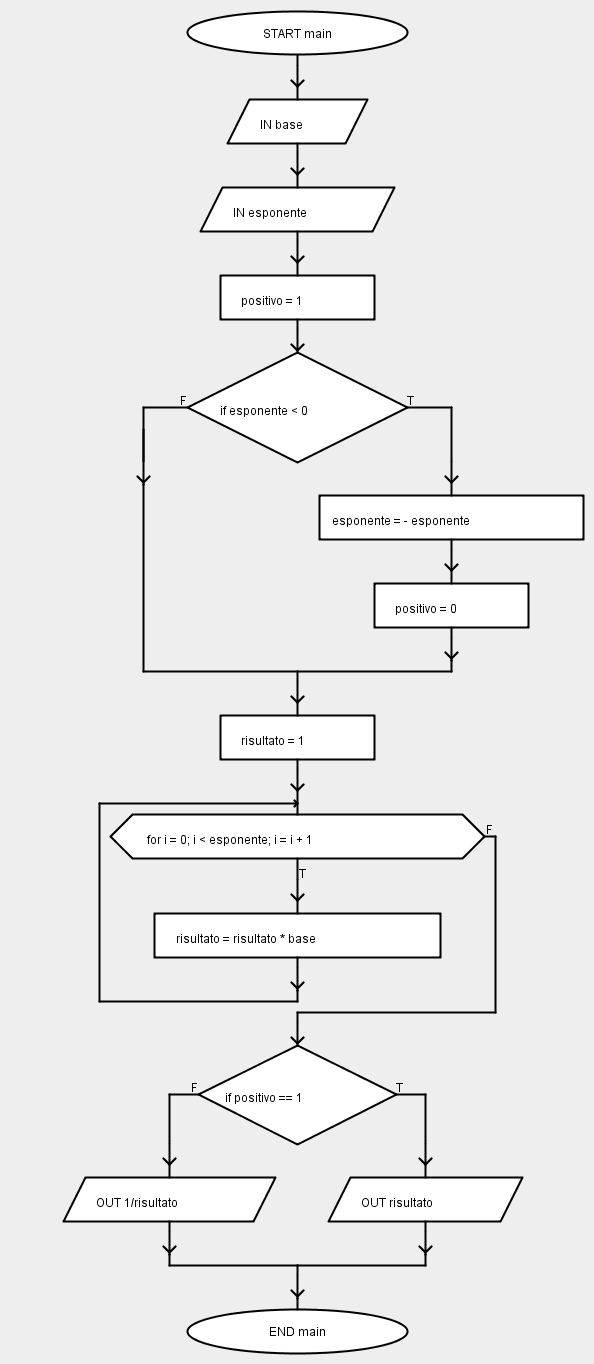 START main
IN base
IN esponente
positivo = 1
F
T
if esponente < 0
esponente = - esponente
positivo = 0
risultato = 1
F
for i = 0; i < esponente; i = i + 1
T
risultato = risultato * base
F
T
if positivo == 1
OUT 1/risultato
OUT risultato
END main